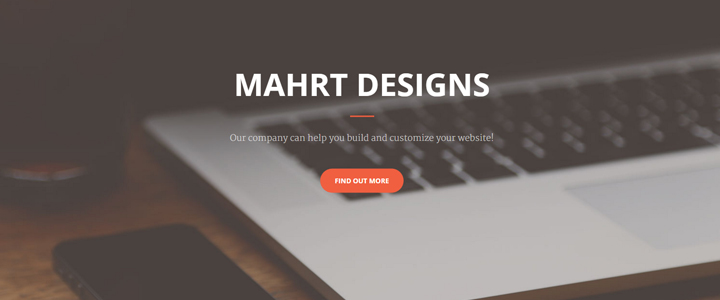 MAHRT DESIGNS
Our company can help you build and customize your website!
FIND OUT MORE